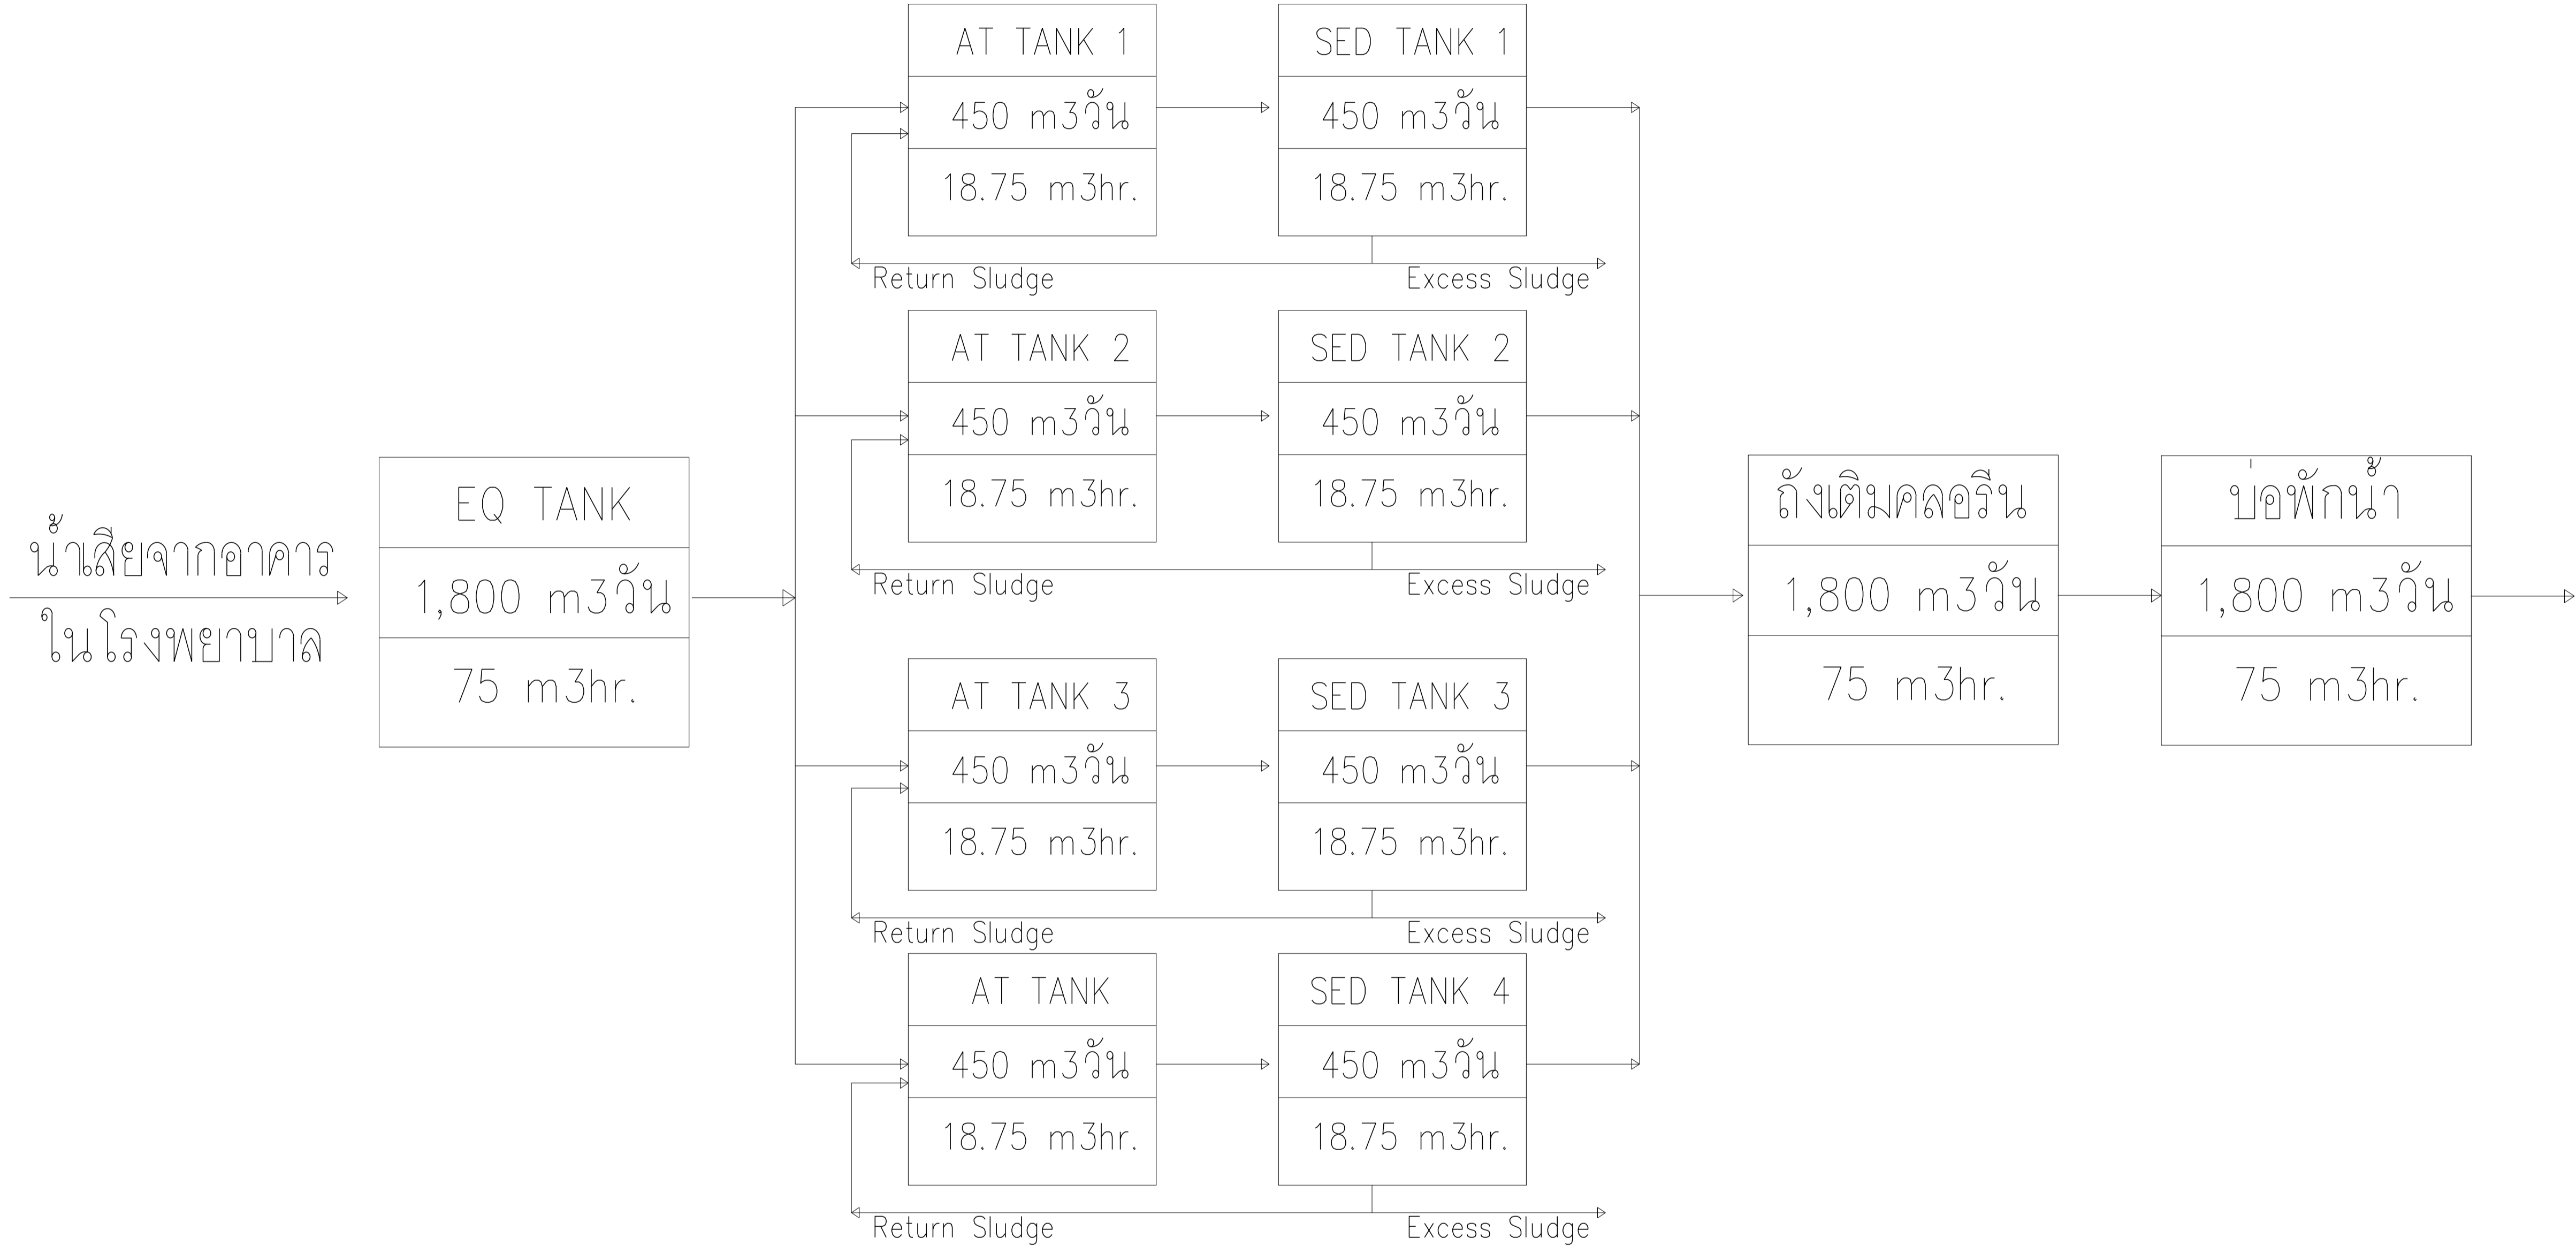 น้ำเสียจากอาคาร
ในโรงพยาบาล
EQ TANK
1,800 m3วัน
75 m3hr.
AT TANK 1
450 m3วัน
18.75 m3hr.
SED TANK 1
450 m3วัน
18.75 m3hr.
Return Sludge
Excess Sludge
AT TANK 2
450 m3วัน
18.75 m3hr.
SED TANK 2
450 m3วัน
18.75 m3hr.
Return Sludge
Excess Sludge
AT TANK 3
450 m3วัน
18.75 m3hr.
SED TANK 3
450 m3วัน
18.75 m3hr.
Return Sludge
Excess Sludge
AT TANK
450 m3วัน
18.75 m3hr.
SED TANK 4
450 m3วัน
18.75 m3hr.
Return Sludge
Excess Sludge
ถังเติมคลอรีน
1,800 m3วัน
75 m3hr.
บ่อพักน้ำ
1,800 m3วัน
75 m3hr.